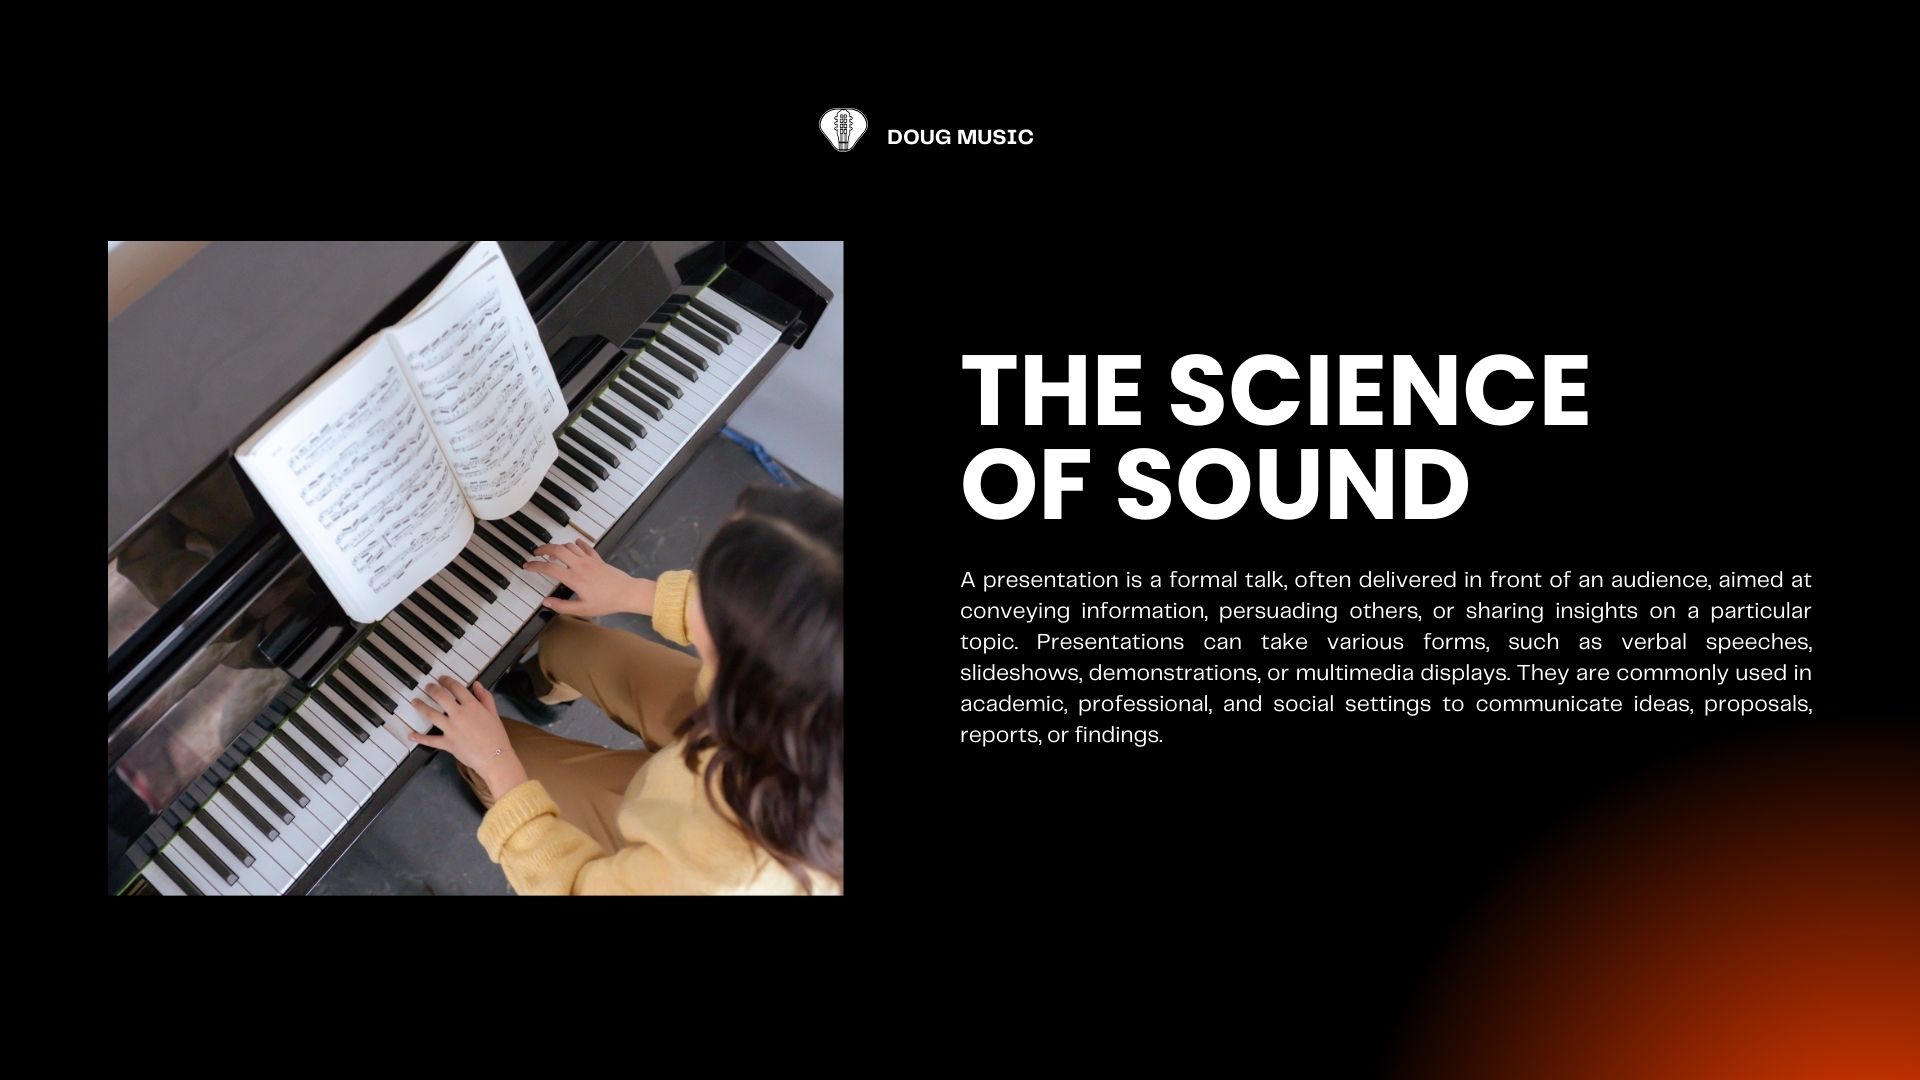 DOUG MUSIC
THE SCIENCE
OF SOUND
A presentation is a formal talk, often delivered in front of an audience, aimed at
conveying information, persuading others, or sharing insights on a particular
topic. Presentations can take various forms, such as verbal speeches,
slideshows, demonstrations, or multimedia displays. They are commonly used in
academic, professional, and social settings to communicate ideas, proposals,
reports, or findings.